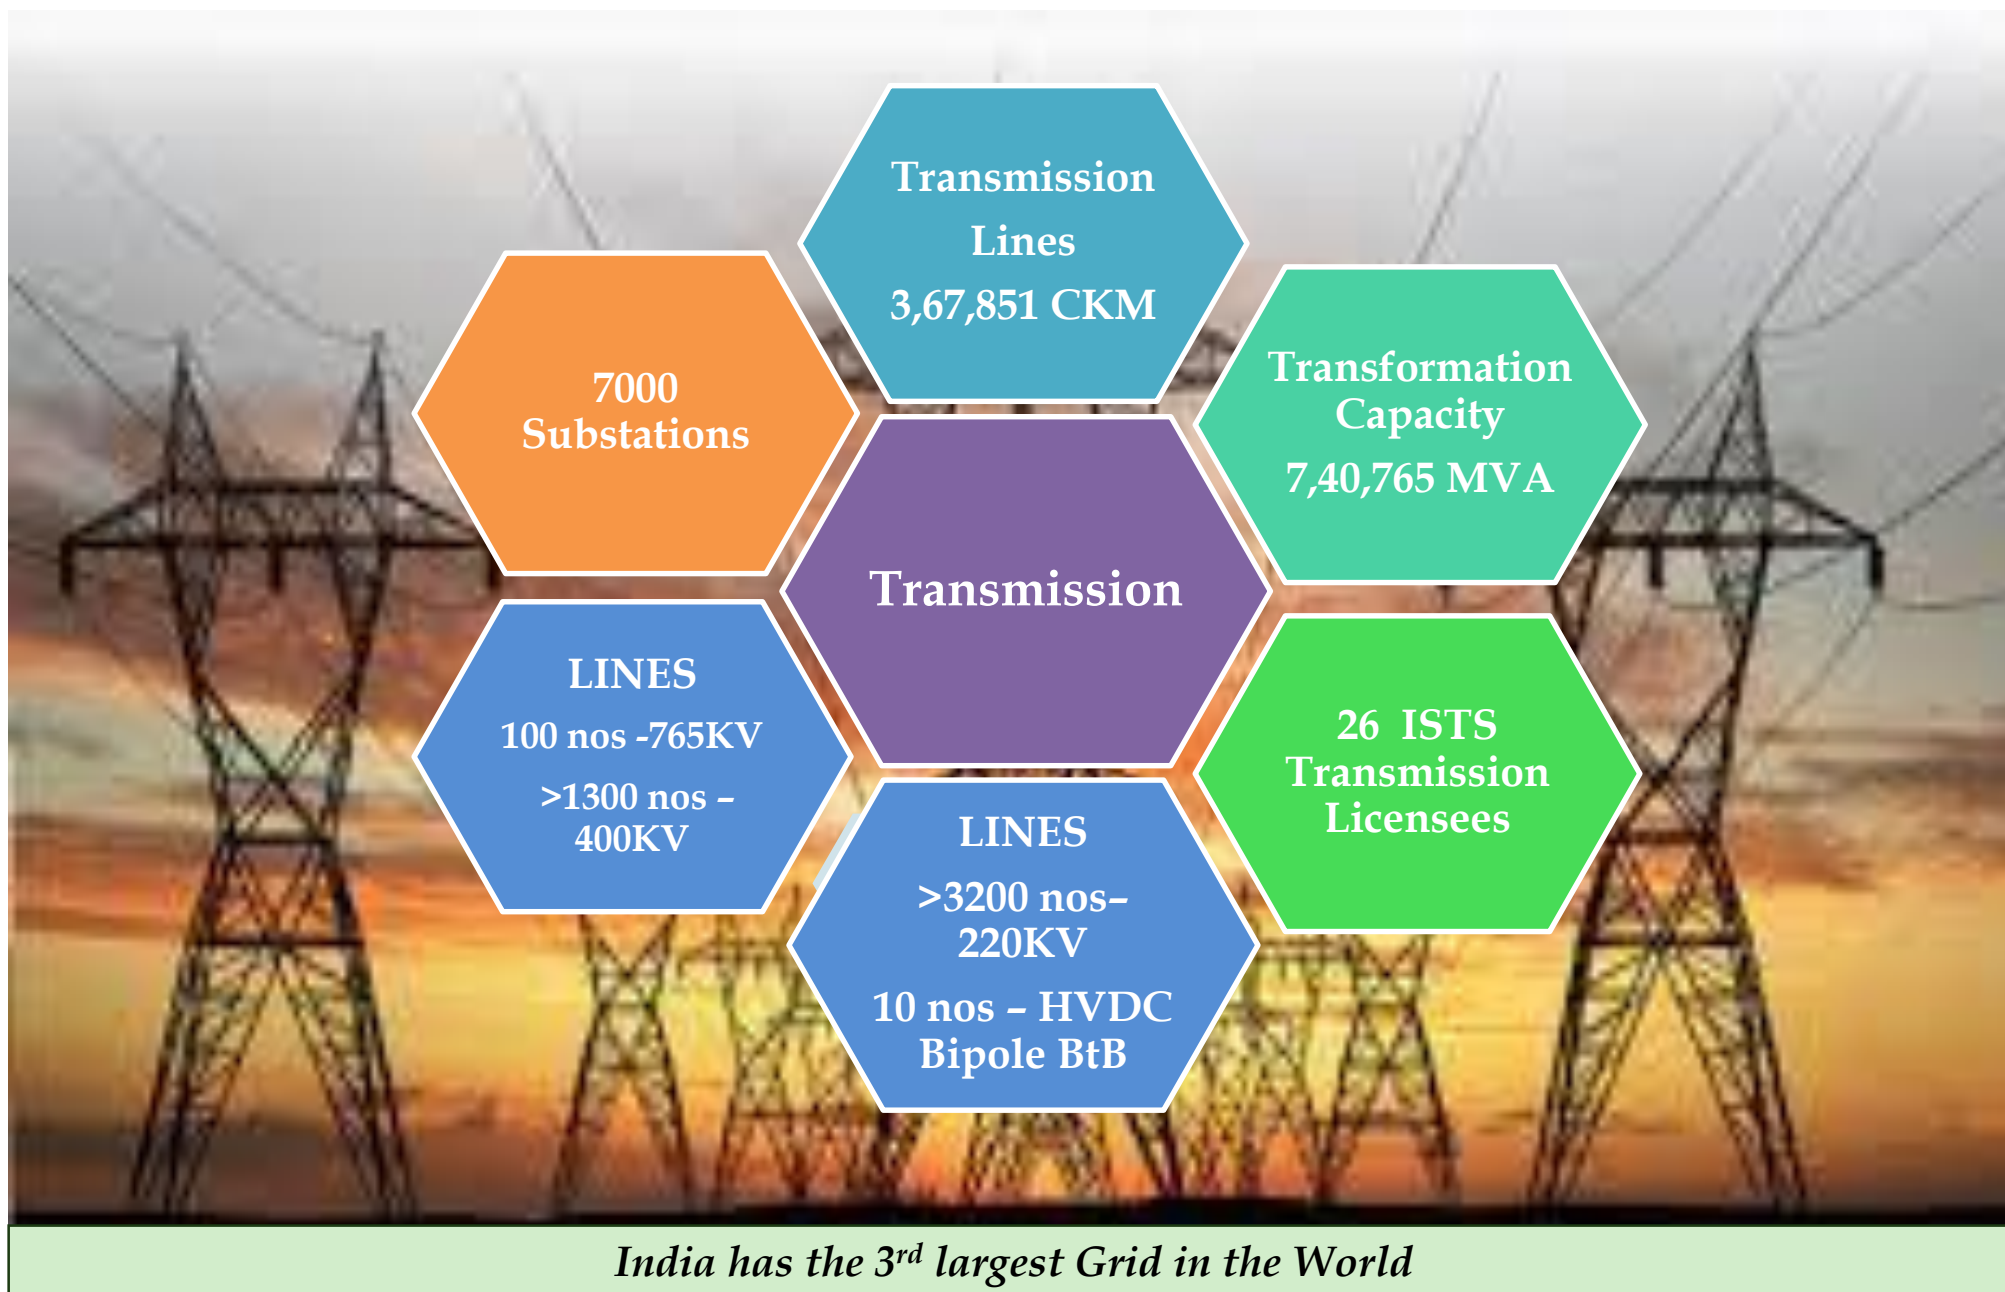 Transmission
Lines
3,67,851 CKM
7000
Substations
Transformation
Capacity
7,40,765 MVA
Transmission
LINES
100 nos -765KV
>1300 nos –
400KV
26 ISTS
Transmission
Licensees
LINES
>3200 nos–
220KV
10 nos – HVDC
Bipole BtB
India has the 3rd largest Grid in the World